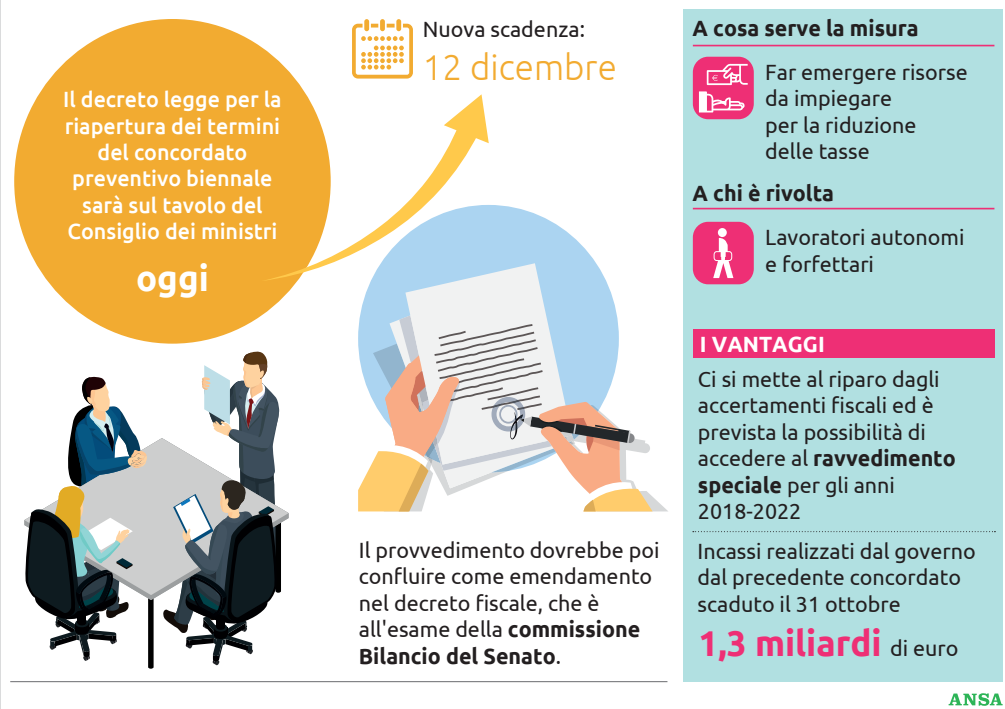 Il decreto legge per la
riapertura dei termini
del concordato
preventivo biennale
sarà sul tavolo del
Consiglio dei ministri
oggi
Nuova scadenza:
12 dicembre
Il provvedimento dovrebbe poi
confluire come emendamento
nel decreto fiscale, che è
all'esame della commissione
Bilancio del Senato.
A cosa serve la misura
Far emergere risorse
da impiegare
per la riduzione
delle tasse
A chi è rivolta
Lavoratori autonomi
e forfettari
I VANTAGGI
Ci si mette al riparo dagli
accertamenti fiscali ed è
prevista la possibilità di
accedere al ravvedimento
speciale per gli anni
2018-2022
Incassi realizzati dal governo
dal precedente concordato
scaduto il 31 ottobre
1,3 miliardi di euro
ANSA